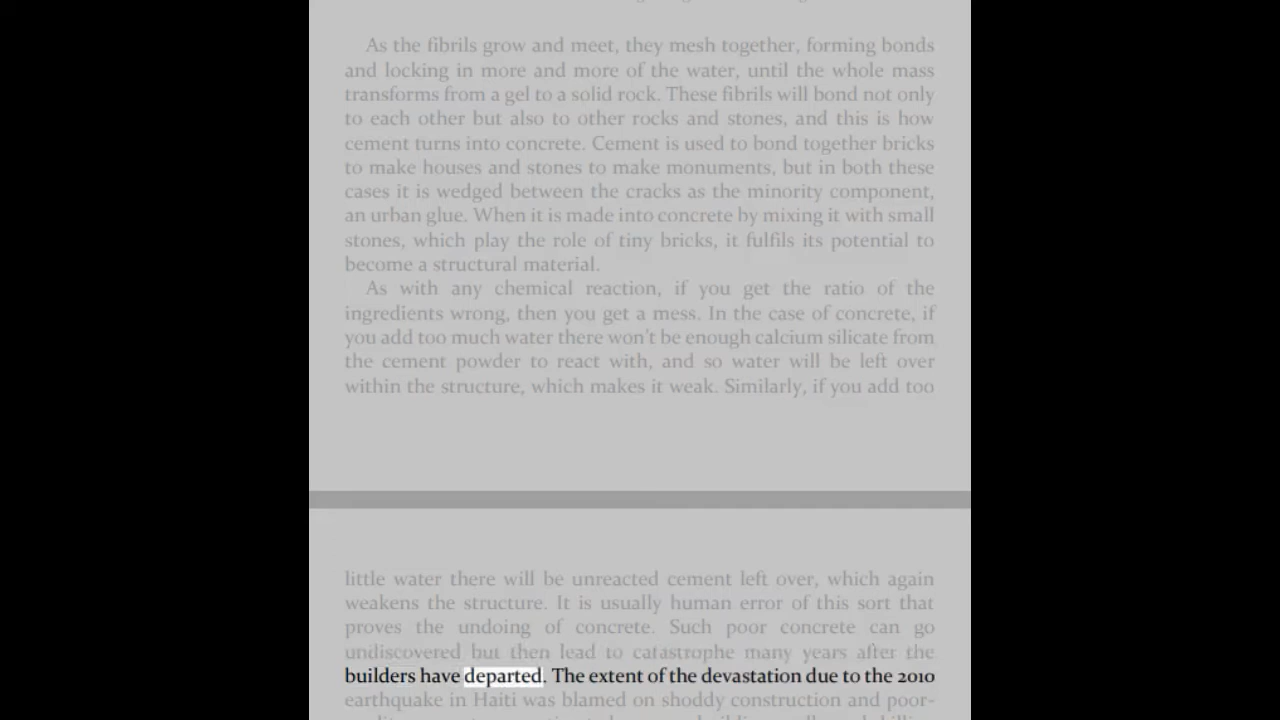 As the fibrils grow and meet, they mesh together, forming bonds
and locking in more and more of the water, until the whole mass
transforms from a gel to a solid rock. These fibrils will bond not only
to each other but also to other rocks and stones, and this is how
cement turns into concrete. Cement is used to bond together bricks
to make houses and stones to make monuments, but in both these
cases it is wedged between the cracks as the minority component,
an urban glue. When it is made into concrete by mixing it with small
stones, which play the role of tiny bricks, it fulfils its potential to
become a structural material.
As with any chemical reaction, if you get the ratio of the
ingredients wrong, then you get a mess. In the case of concrete, if
you add too much water there won't be enough calcium silicate from
the cement powder to react with, and so water will be left over
within the structure, which makes it weak. Similarly, if you add too
little water there will be unreacted cement left over, which again
weakens the structure. It is usually human error of this sort that
proves the undoing of concrete. Such poor concrete can go
undiscovered but then lead to catastrophe many years after the
builders have departed. The extent of the devastation due to the 2010
earthquake in Haiti was blamed on shoddy construction and poor-